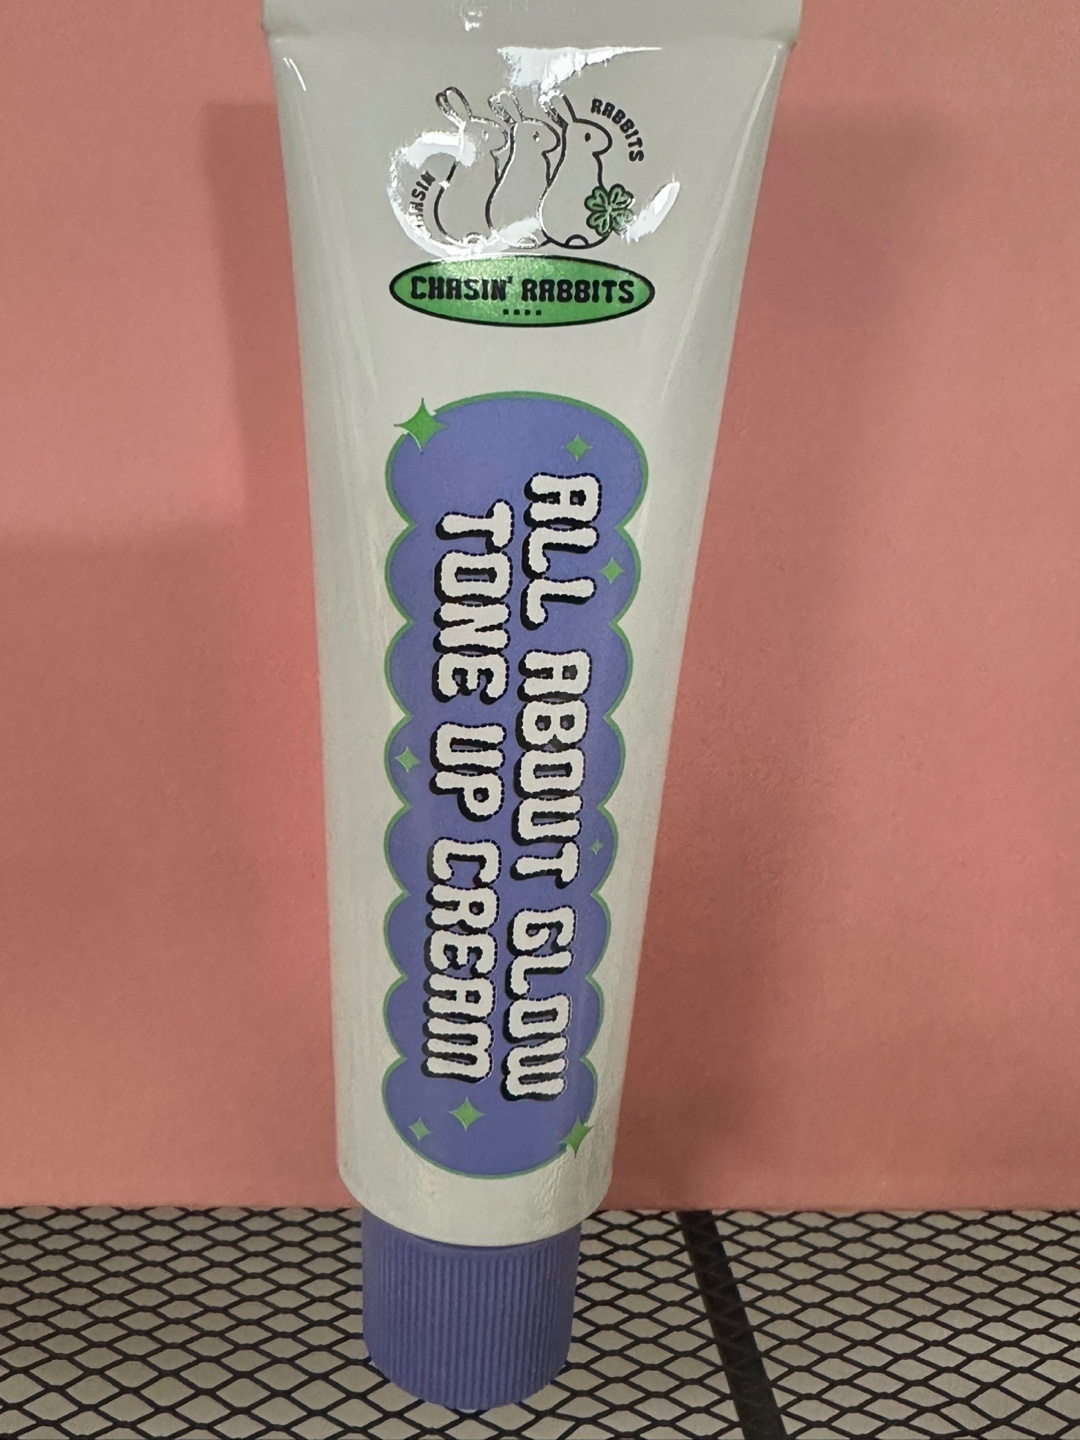 RABBITS
CHASIN' RABBITS
ALL ABOUT GLOW
TONE UP CREAM